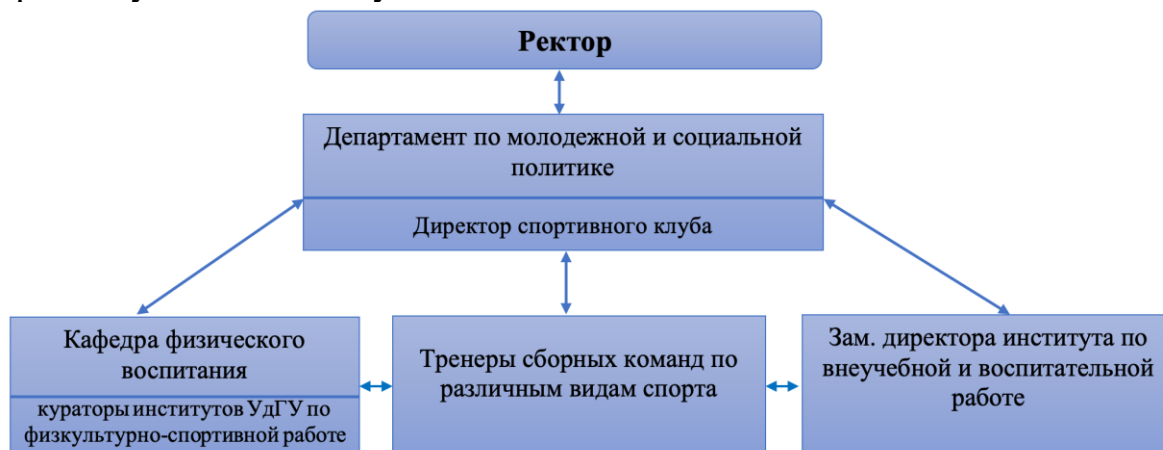 Ректор
Департамент по молодежной и социальной
политике
Директор спортивного клуба
Кафедра физического
воспитания
кураторы институтов УдГУ по
физкультурно-спортивной работе
Тренеры сборных команд по
различным видам спорта
Зам. директора института по
внеучебной и воспитательной
работе